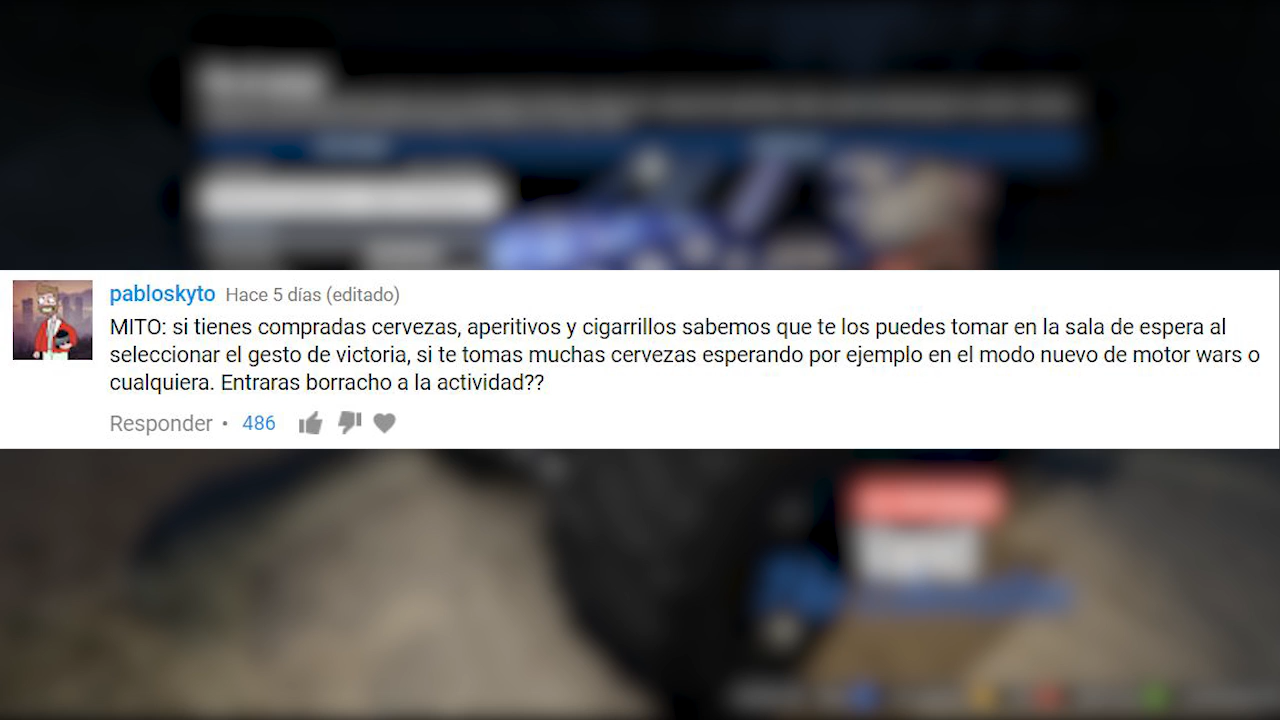 pabloskyto Hace 5 días (editado)
MITO: si tienes compradas cervezas, aperitivos y cigarrillos sabemos que te los puedes tomar en la sala de espera al
seleccionar el gesto de victoria, si te tomas muchas cervezas esperando por ejemplo en el modo nuevo de motor wars o
cualquiera. Entraras borracho a la actividad??
Responder • 486